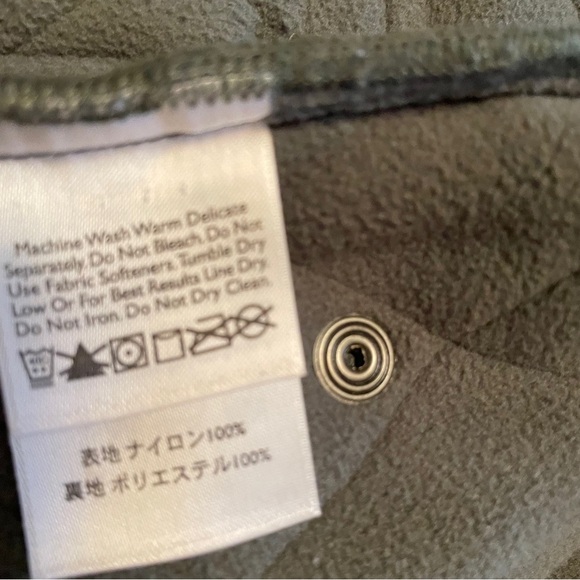 Machine Wash Warm Delicate
Separately. Do Not Bleach. Do Not
Use Fabric Softeners. Tumble Dry
Low Or For Best Results Line Dry.
Do Not Iron. Do Not Dry Clean.
表地 ナイロン100%
裏地 ポリエステル100%